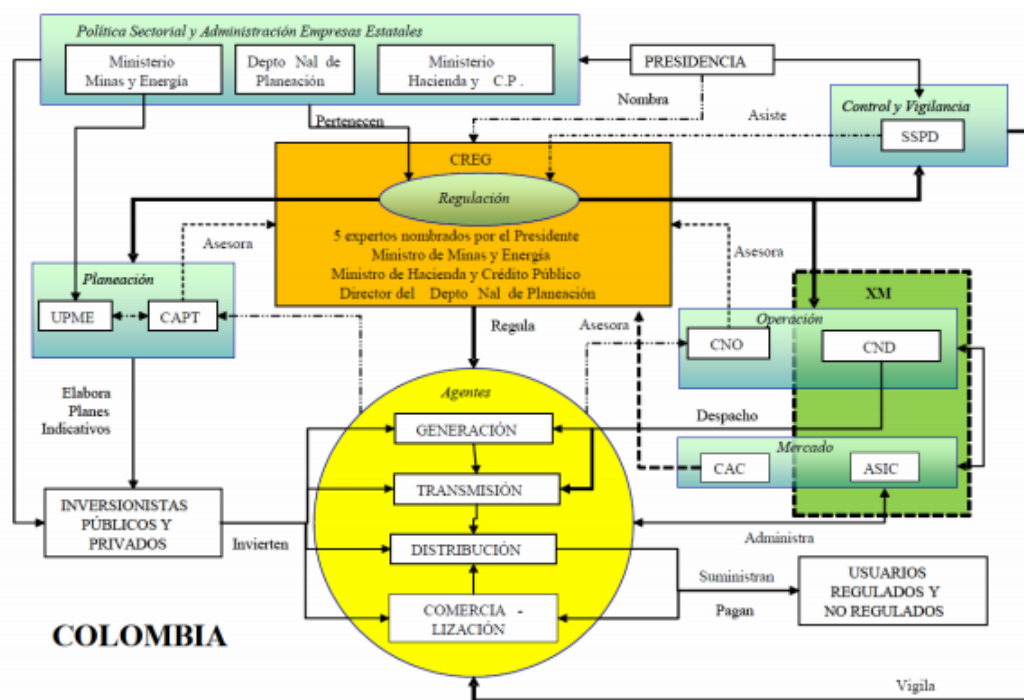 Política Sectorial y Administración Empresas Estatales
Ministerio
Minas y Energía
Depto Nal de
Planeación
Ministerio
Hacienda y C.P.
PRESIDENCIA
Nombra
Control y Vigilancia
SSPD
Asiste
Pertenecen
CREG
Regulación
5 expertos nombrados por el Presidente
Ministro de Minas y Energía
Ministro de Hacienda y Crédito Público
Director del Depto Nal de Planeación
Asesora
Planeación
UPME
CAPT
Asesora
XM
Operación
CNO
CND
Regula
Asesora
Elabora
Planes
Indicativos
Despacho
Agentes
GENERACIÓN
Mercado
CAC
ASIC
TRANSMISIÓN
INVERSIONISTAS
PÚBLICOS Y
PRIVADOS
Invierten
Administra
DISTRIBUCIÓN
Suministran
Pagan
USUARIOS
REGULADOS Y
NO REGULADOS
COMERCIA -
LIZACIÓN
COLOMBIA
Vigila